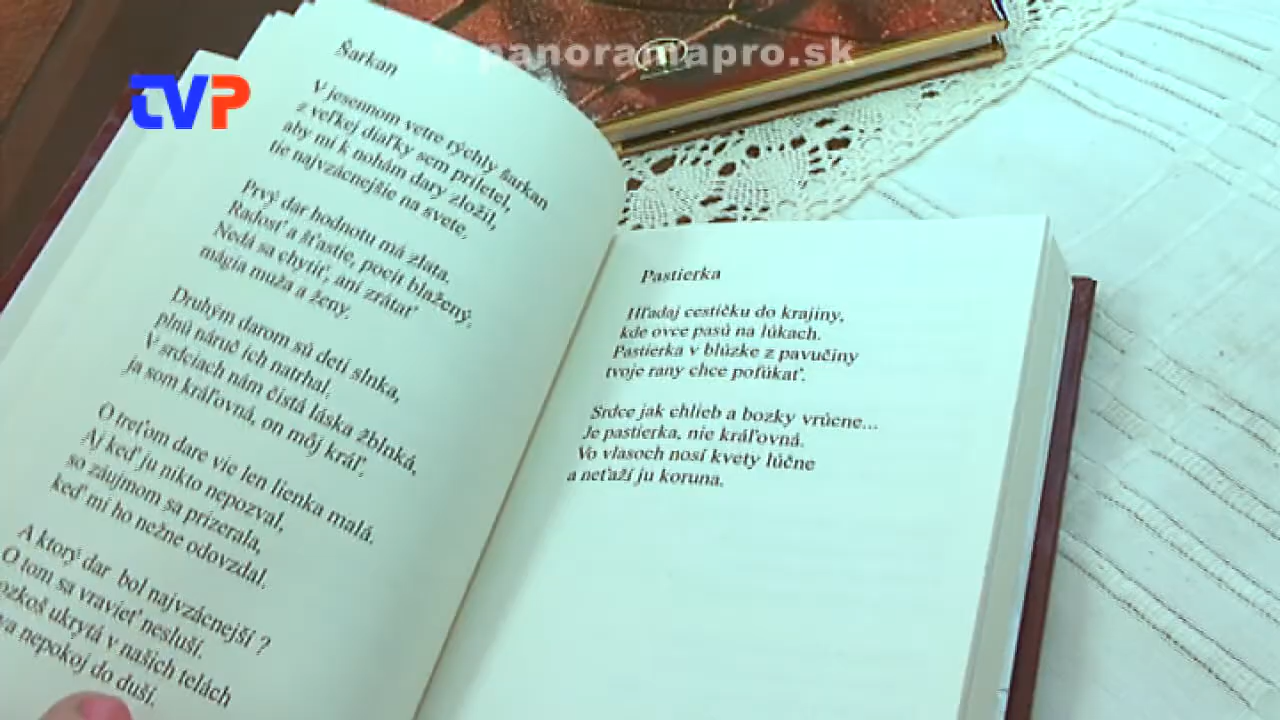 TVP
panoramapro.sk
Šarkan
V jesennom vetre rýchly šarkan
z veľkej diaľky sem priletel,
aby mi k nohám dary zložil,
tie najvzácnejšie na svete,
Prvý dar hodnotu má zlata.
Radosť a šťastie, pocit blažený,
Nedá sa chytiť, ani zrátať
mágia muža a ženy.
Druhým darom sú deti slnka,
plnú náruč ich natrhal.
V srdciach nám čistá láska žblnká.
ja som kráľovná, on môj kráľ.
O treťom dare vie len lienka malá.
Aj keď ju nikto nepozval,
so záujmom sa prizerala,
keď mi ho nežne odovzdal.
A ktorý dar bol najvzácnejší ?
O tom sa vravieť nesluší.
ukrytá v našich telách
nepokoj do duší.
Pastierka
Hľadaj cestičku do krajiny,
kde ovce pasú na lúkach.
Pastierka v blúzke z pavučiny
tvoje rany chce pofúkať.
Srdce jak chlieb a bozky vrúcne...
Je pastierka, nie kráľovná.
Vo vlasoch nosí kvety lúčne
a neťaží ju koruna.